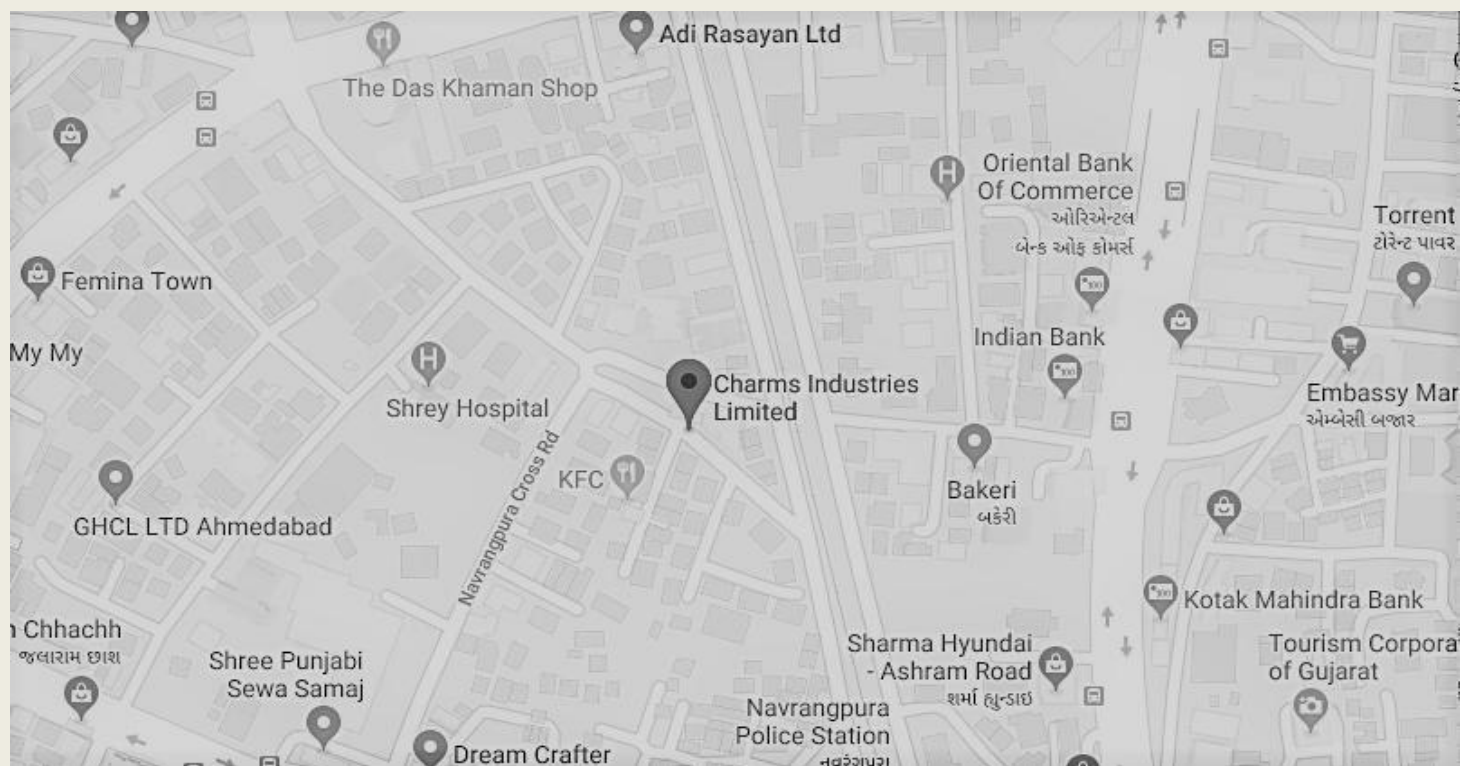 Adi Rasayan Ltd
The Das Khaman Shop
Oriental Bank
Of Commerce
ઓરિએન્ટલ
બેન્ક ઓફ કોમર્સ
Torrent
ટોરેન્ટ પાવર
Femina Town
Indian Bank
My My
Charms Industries
Limited
Shrey Hospital
Embassy Mar
એમ્બેસી બજાર
Navrangpura Cross Rd
KFC
Bakeri
બકેરી
GHCL LTD Ahmedabad
Kotak Mahindra Bank
Chhachh
જલારામ છાશ
Shree Punjabi
Sewa Samaj
Sharma Hyundai
- Ashram Road
શર્મા હ્યુન્ડાઇ
Tourism Corpora
of Gujarat
Navrangpura
Police Station
Dream Crafter